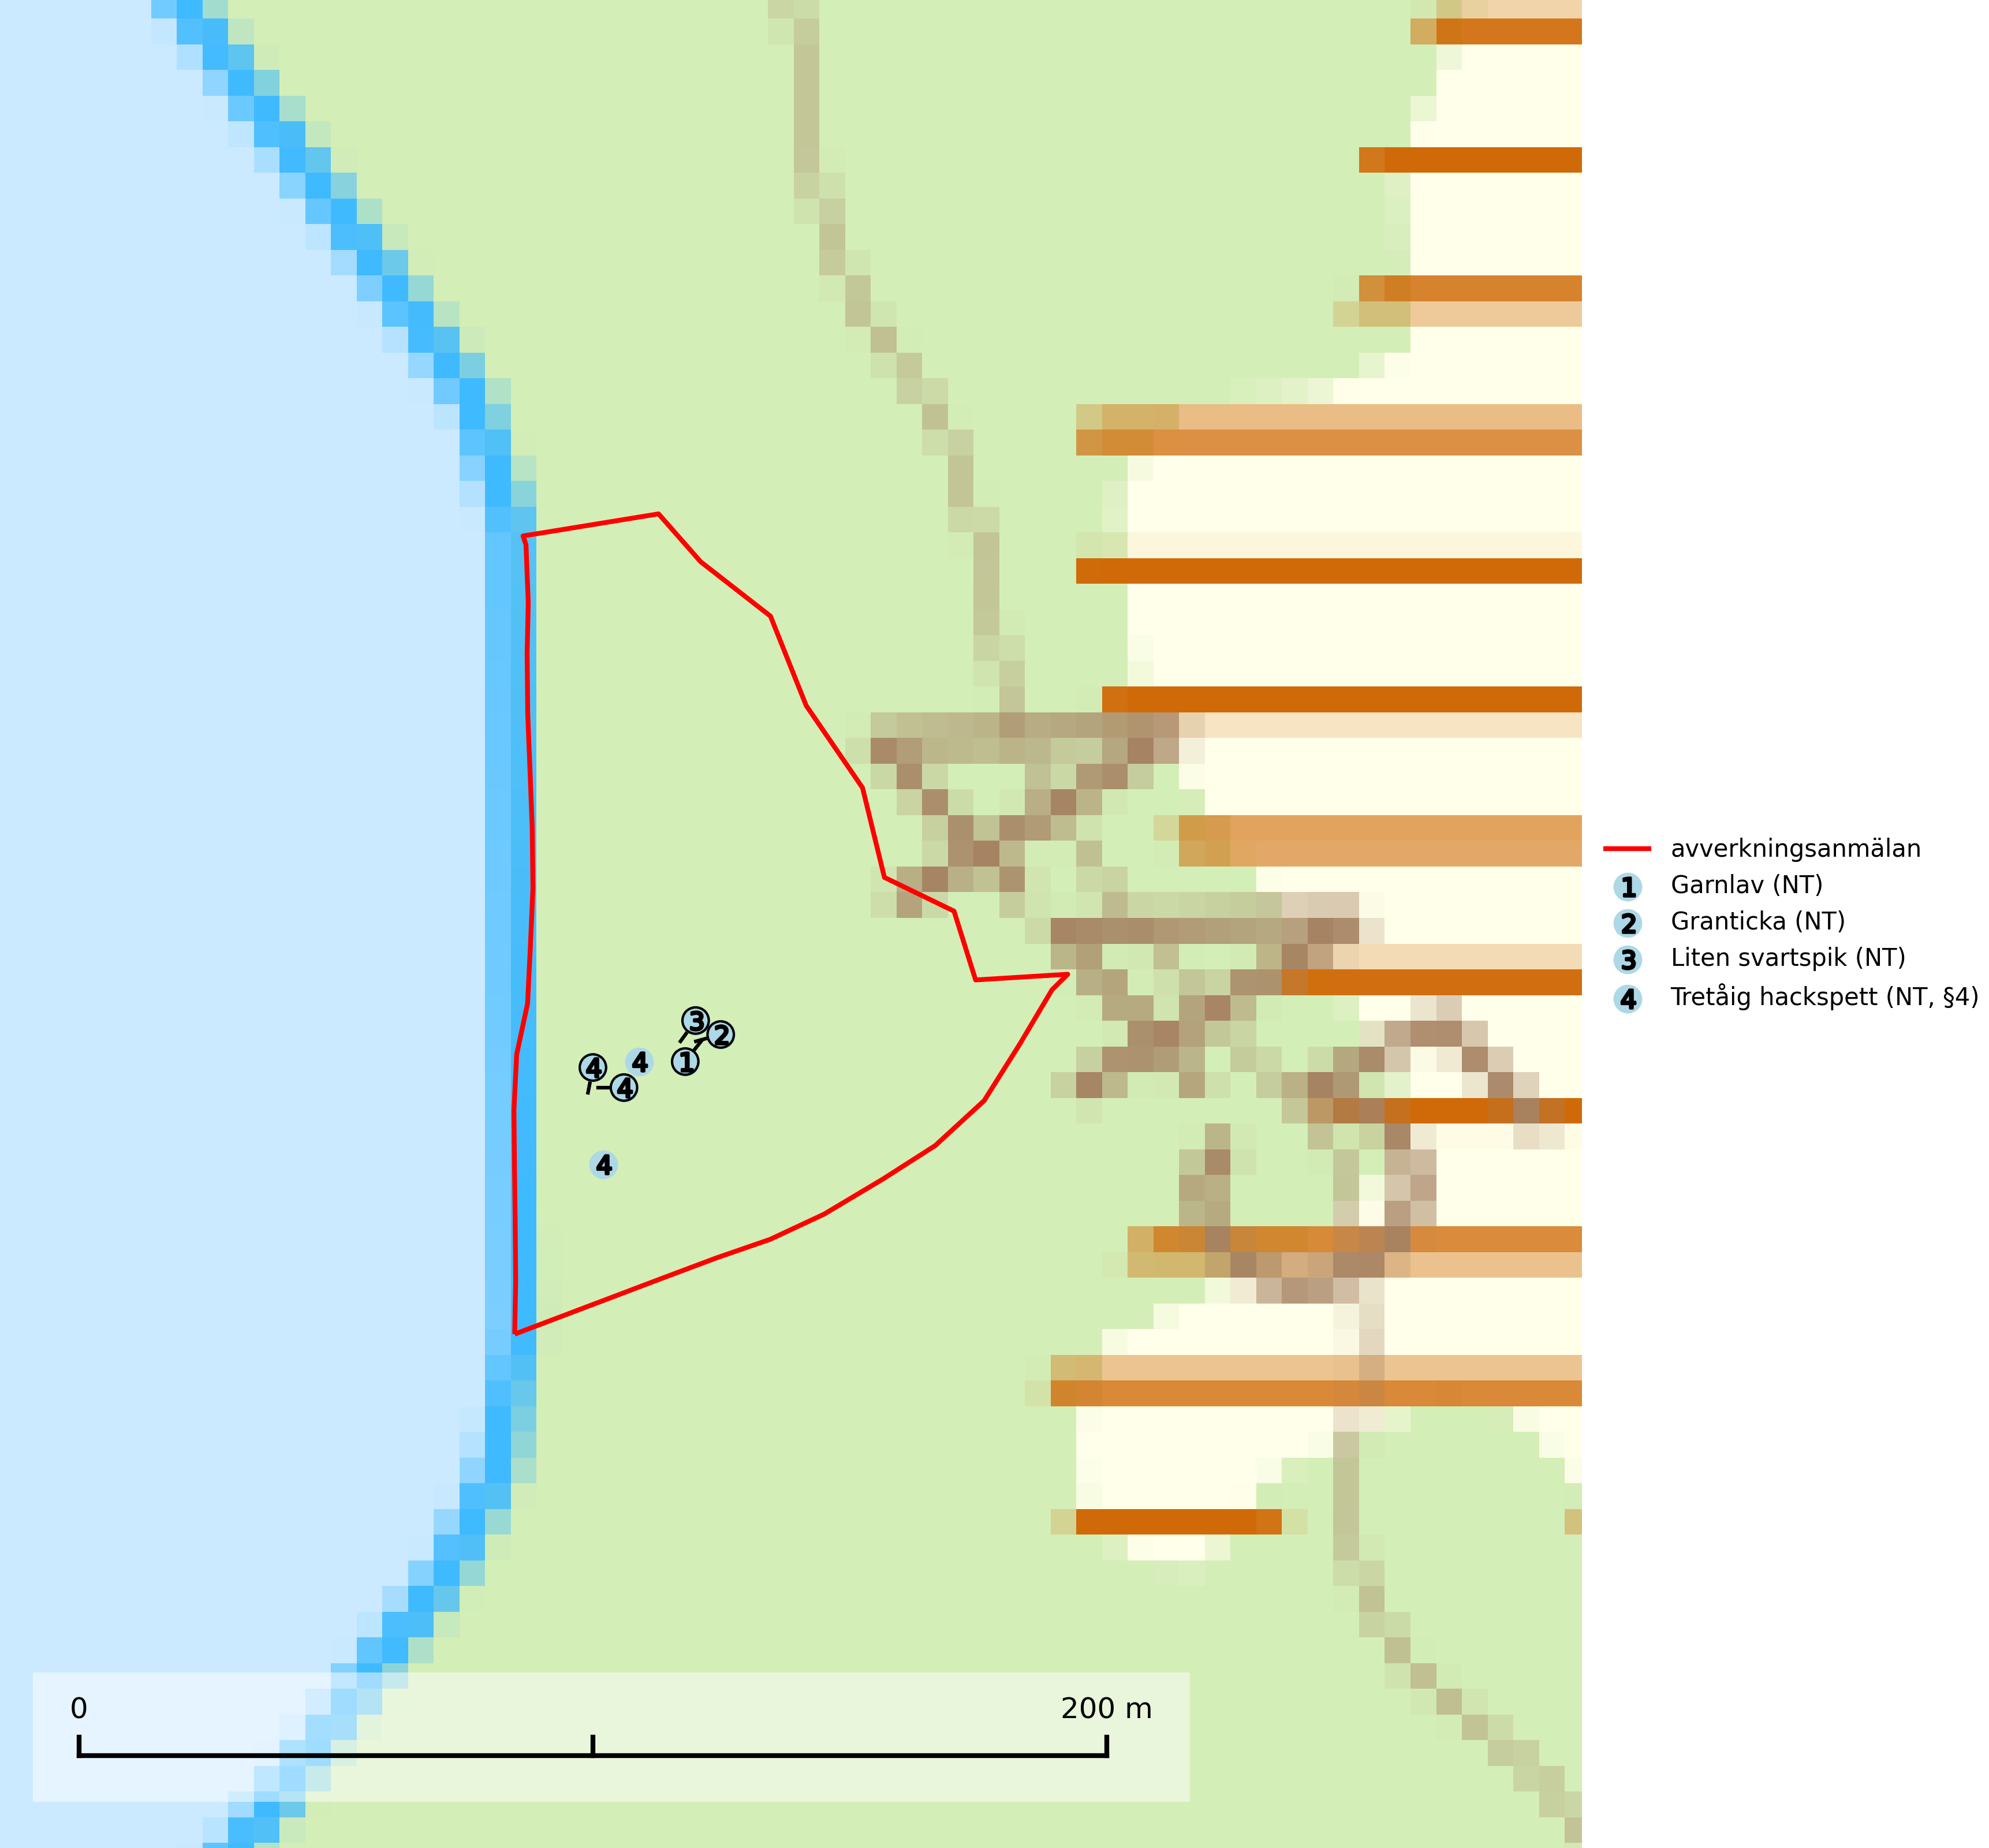 3
2
4
1
4
4
4
avverkningsanmälan
1 Garnlav (NT)
2 Granticka (NT)
3 Liten svartspik (NT)
4 Tretåig hackspett (NT, §4)
0 200 m